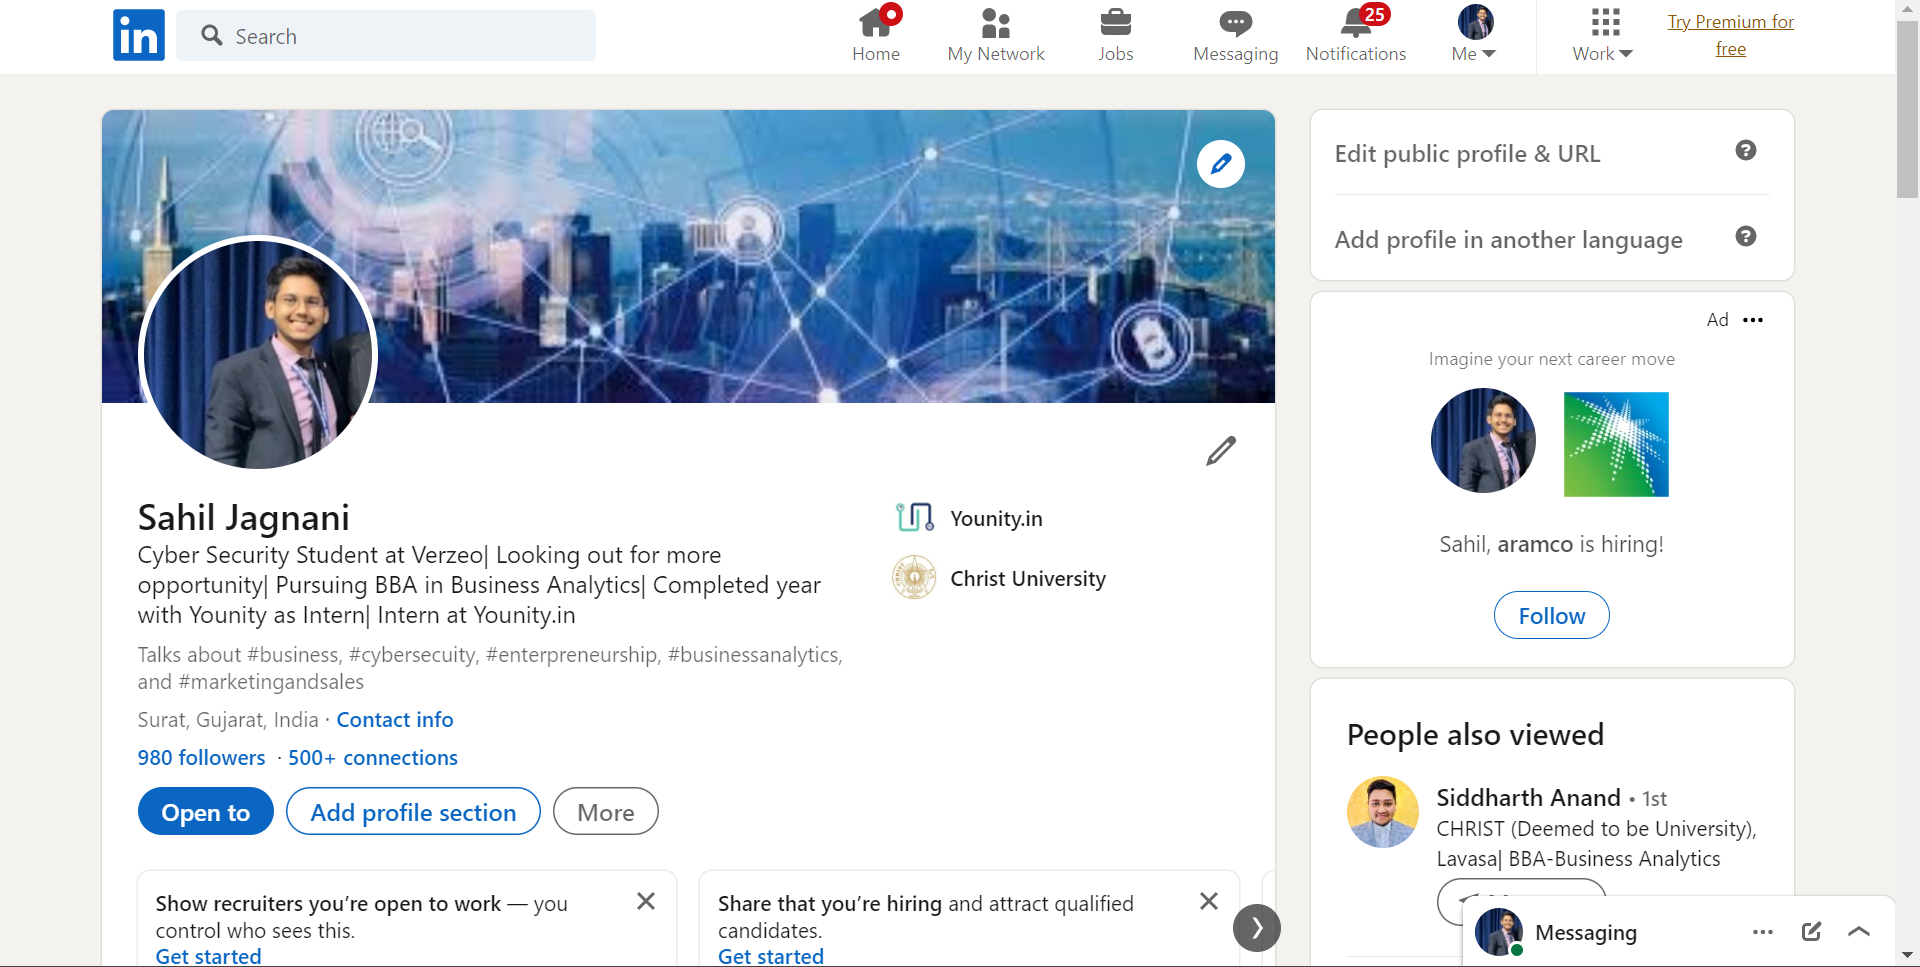 in
Search
Home
My Network
Jobs
Messaging
25
Notifications
Me
Work
Try Premium for
free
Edit public profile & URL
Add profile in another language
Sahil Jagnani
Cyber Security Student at Verzeo| Looking out for more
opportunity| Pursuing BBA in Business Analytics| Completed year
with Younity as Intern| Intern at Younity.in
Talks about #business, #cybersecuity, #enterpreneurship, #businessanalytics,
and #marketingandsales
Surat, Gujarat, India · Contact info
980 followers · 500+ connections
Open to
Add profile section
More
Younity.in
Christ University
Show recruiters you’re open to work — you
control who sees this.
Get started
Share that you’re hiring and attract qualified
candidates.
Get started
Ad
Imagine your next career move
Sahil, aramco is hiring!
Follow
People also viewed
Siddharth Anand • 1st
CHRIST (Deemed to be University),
Lavasa| BBA-Business Analytics
Messaging